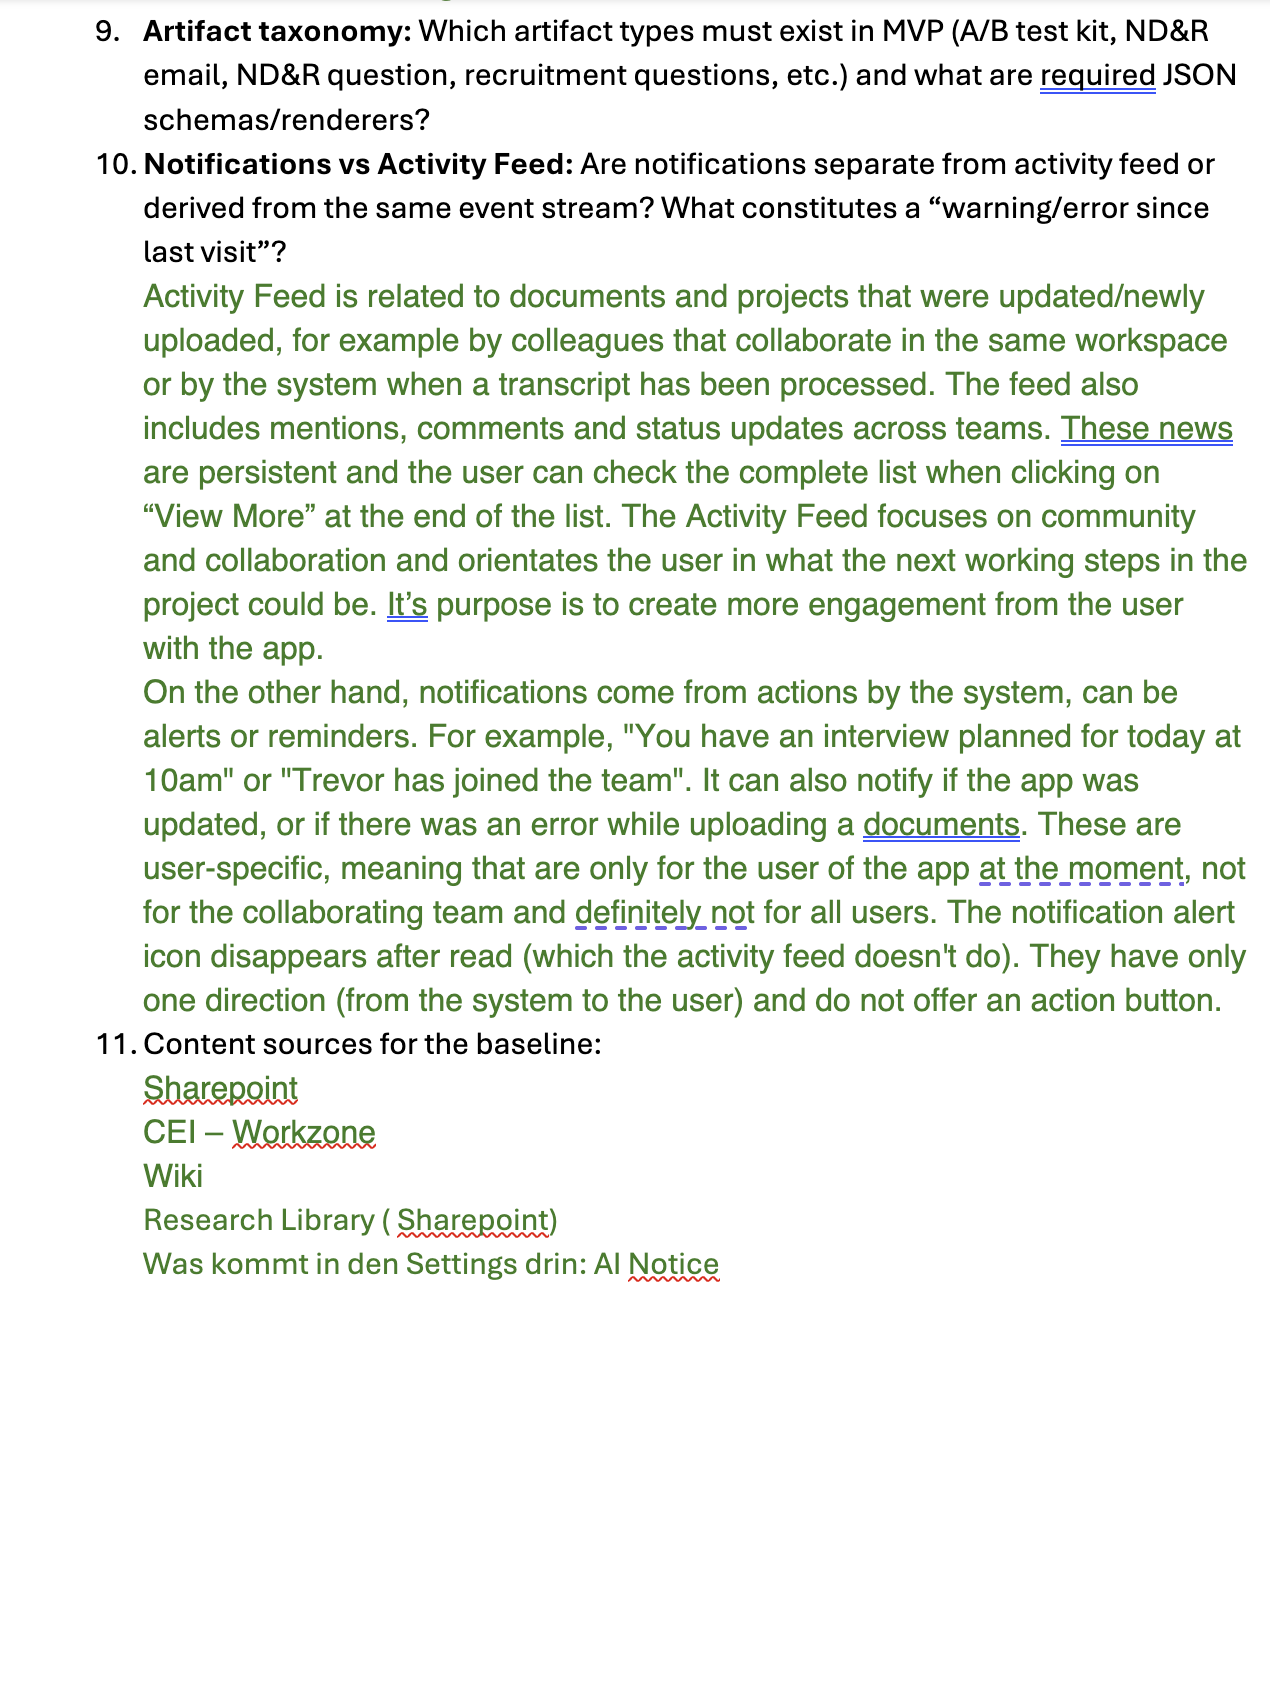 9. Artifact taxonomy: Which artifact types must exist in MVP (A/B test kit, ND&R
email, ND&R question, recruitment questions, etc.) and what are required JSON
schemas/renderers?
10. Notifications vs Activity Feed: Are notifications separate from activity feed or
derived from the same event stream? What constitutes a “warning/error since
last visit”?
Activity Feed is related to documents and projects that were updated/newly
uploaded, for example by colleagues that collaborate in the same workspace
or by the system when a transcript has been processed. The feed also
includes mentions, comments and status updates across teams. These news
are persistent and the user can check the complete list when clicking on
“View More” at the end of the list. The Activity Feed focuses on community
and collaboration and orientates the user in what the next working steps in the
project could be. It’s purpose is to create more engagement from the user
with the app.
On the other hand, notifications come from actions by the system, can be
alerts or reminders. For example, "You have an interview planned for today at
10am" or "Trevor has joined the team". It can also notify if the app was
updated, or if there was an error while uploading a documents. These are
user-specific, meaning that are only for the user of the app at the moment, not
for the collaborating team and definitely not for all users. The notification alert
icon disappears after read (which the activity feed doesn't do). They have only
one direction (from the system to the user) and do not offer an action button.
11. Content sources for the baseline:
Sharepoint
CEI – Workzone
Wiki
Research Library ( Sharepoint)
Was kommt in den Settings drin: AI Notice